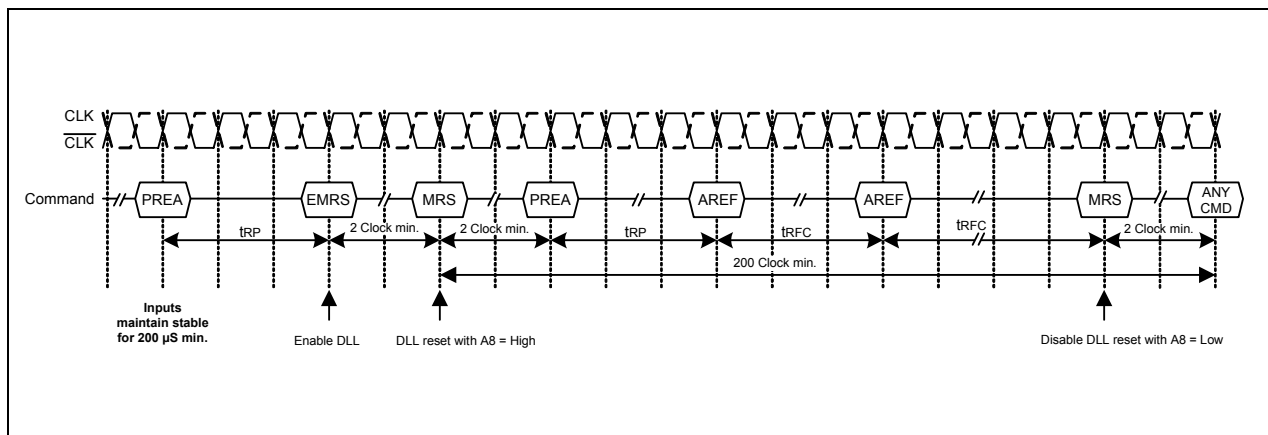 CLK
CLK
Command
PREA
EMRS
MRS
PREA
AREF
AREF
MRS
ANY
CMD
tRP
2 Clock min.
2 Clock min.
tRP
tRFC
tRFC
2 Clock min.
200 Clock min.
Inputs
maintain stable
for 200 µS min.
Enable DLL
DLL reset with A8 = High
Disable DLL reset with A8 = Low